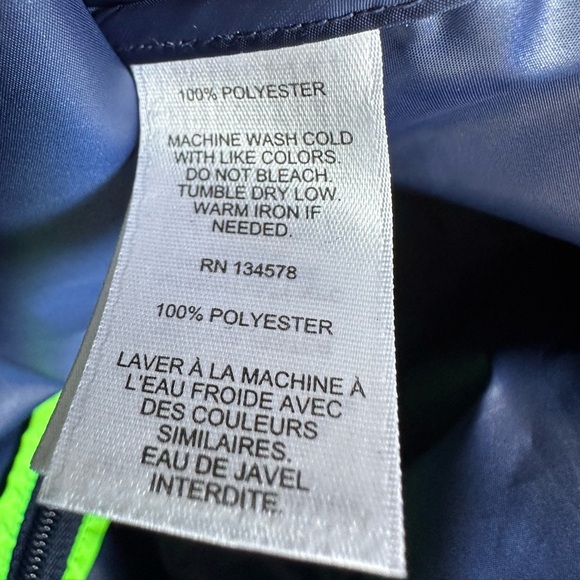 100% POLYESTER
MACHINE WASH COLD
WITH LIKE COLORS.
DO NOT BLEACH.
TUMBLE DRY LOW.
WARM IRON IF
NEEDED.
RN 134578
100% POLYESTER
LAVER À LA MACHINE À
L'EAU FROIDE AVEC
DES COULEURS
SIMILAIRES.
EAU DE JAVEL
INTERDITE.